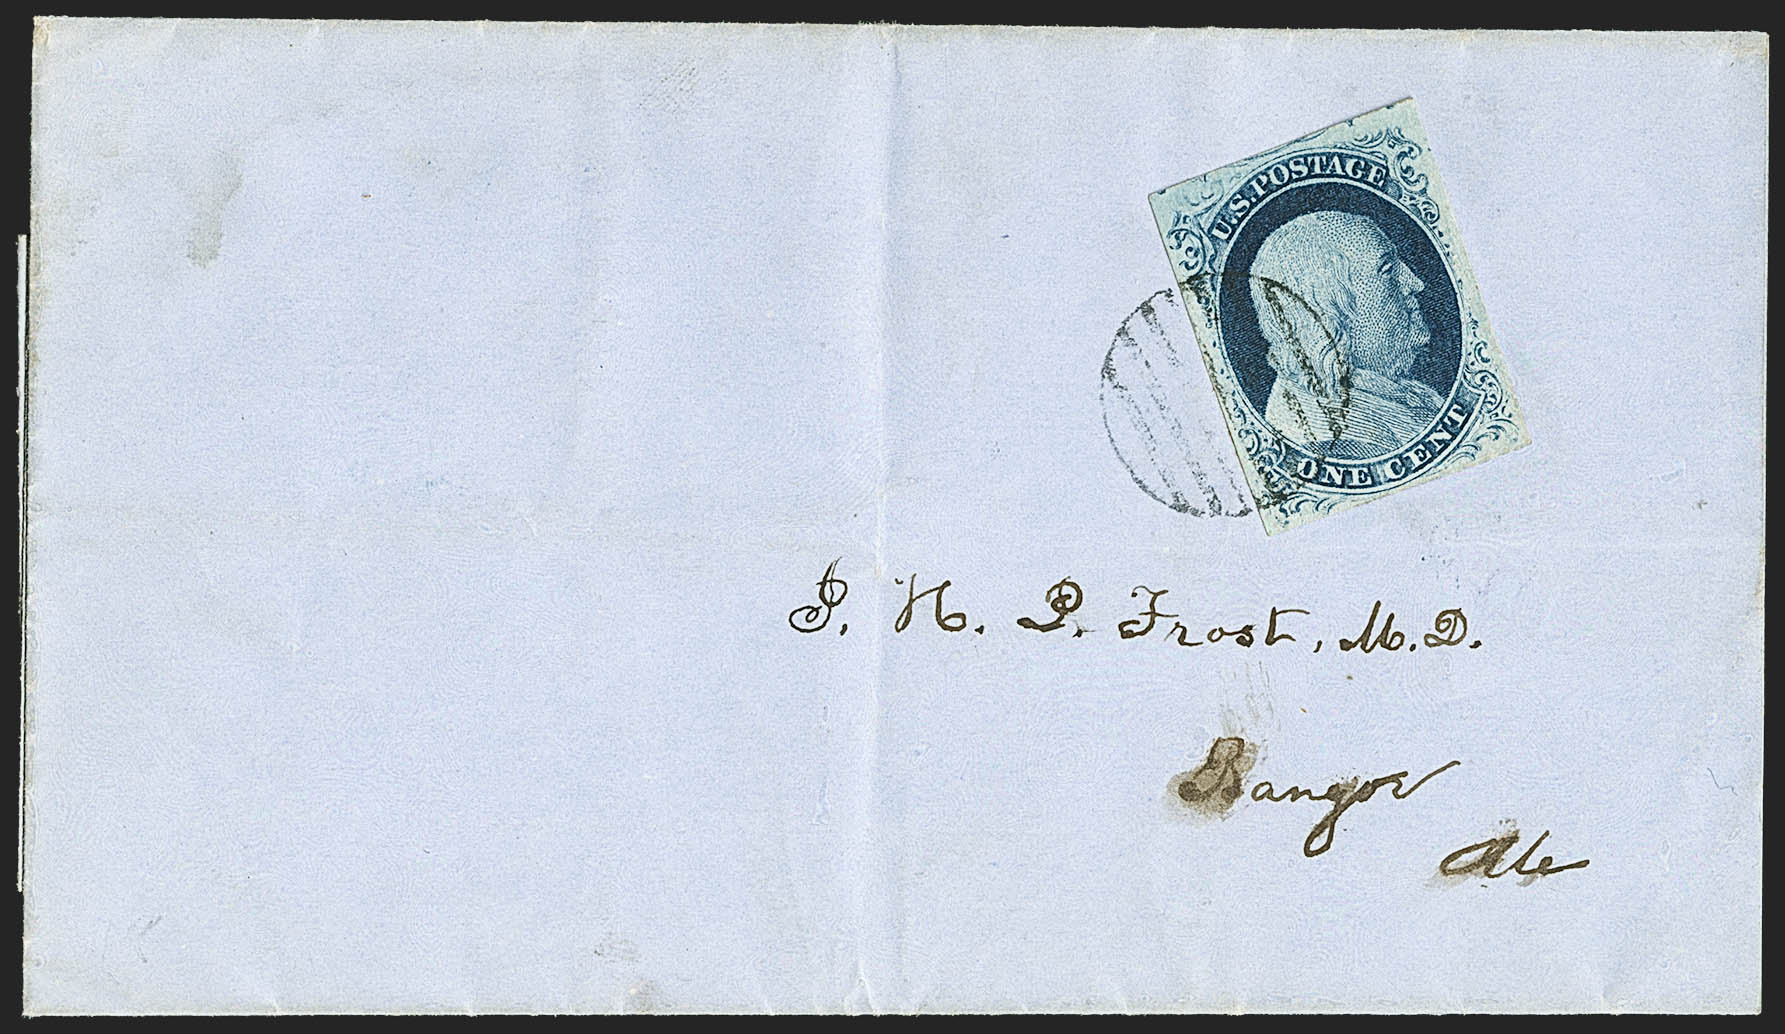 U.S. POSTAGE
ONE CENT
J. H. P. Frost, M.D.
Bangor
Me